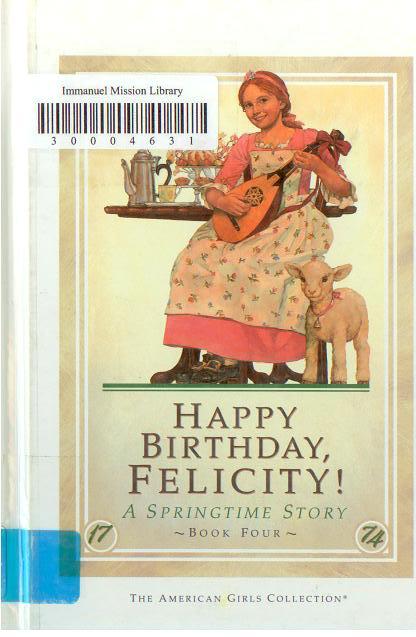 Immanuel Mission Library
30004631
HAPPY
BIRTHDAY,
FELICITY!
A SPRINGTIME STORY
~ BOOK FOUR ~
17 74
THE AMERICAN GIRLS COLLECTION®